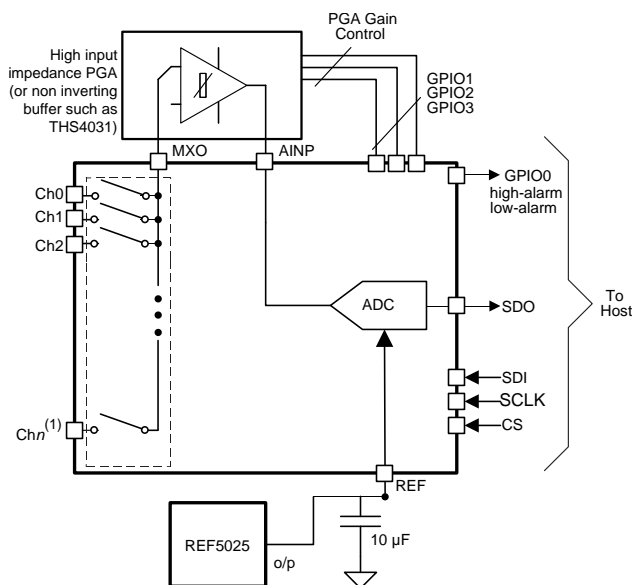 PGA Gain
Control
High input
impedance PGA
(or non inverting
buffer such as
THS4031)
GPIO1
GPIO2
GPIO3
MXO
AINP
Ch0
Ch1
Ch2
GPIO0
high-alarm
low-alarm
ADC
SDO
To
Host
SDI
SCLK
CS
Chn(1)
REF
REF5025
o/p
10 µF